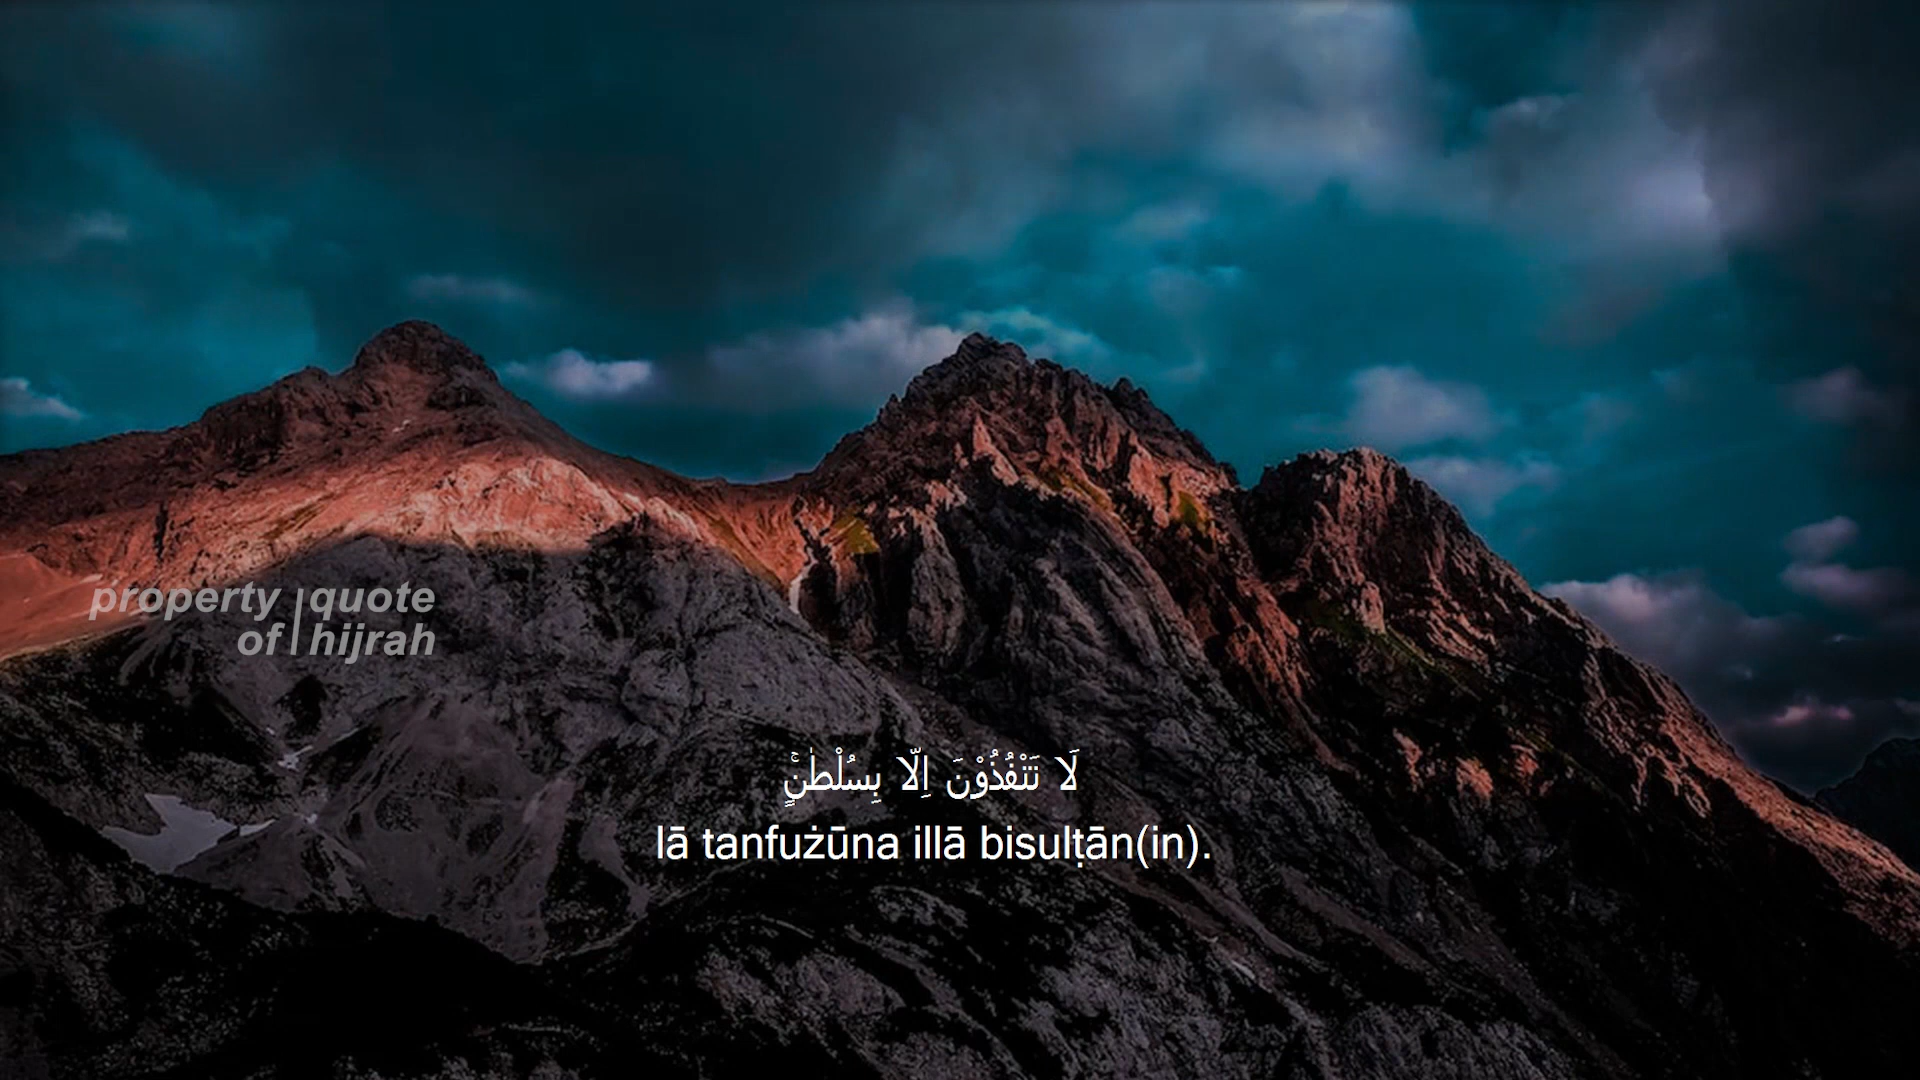 property | quote
of | hijrah
لَا تَنْفُذُوْنَ اِلَّا بِسُلْطٰنٍۚ
lā tanfużūna illā bisulṭān(in).